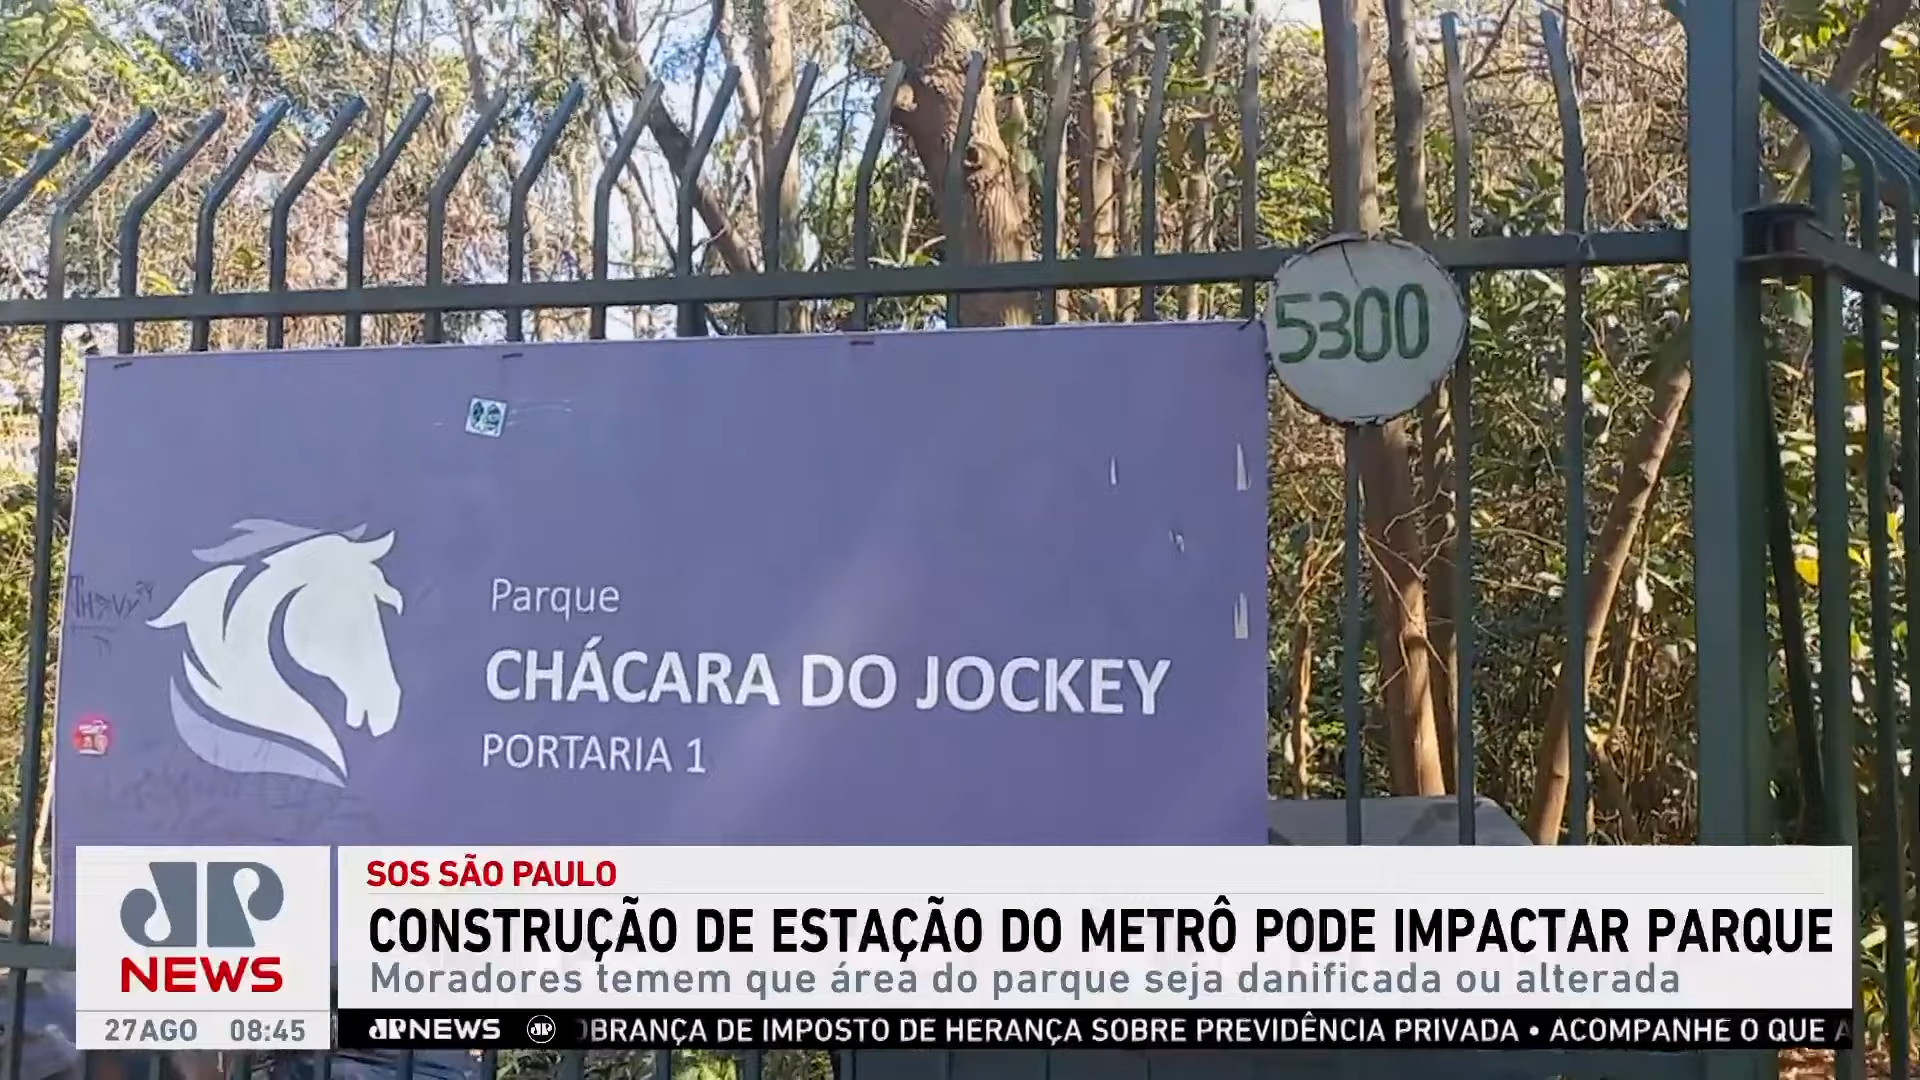 5300
Parque
CHÁCARA DO JOCKEY
PORTARIA 1
JP
NEWS
SOS SÃO PAULO
CONSTRUÇÃO DE ESTAÇÃO DO METRÔ PODE IMPACTAR PARQUE
Moradores temem que área do parque seja danificada ou alterada
27AGO 08:45
JPNEWS JP OBRANÇA DE IMPOSTO DE HERANÇA SOBRE PREVIDÊNCIA PRIVADA • ACOMPANHE O QUE A